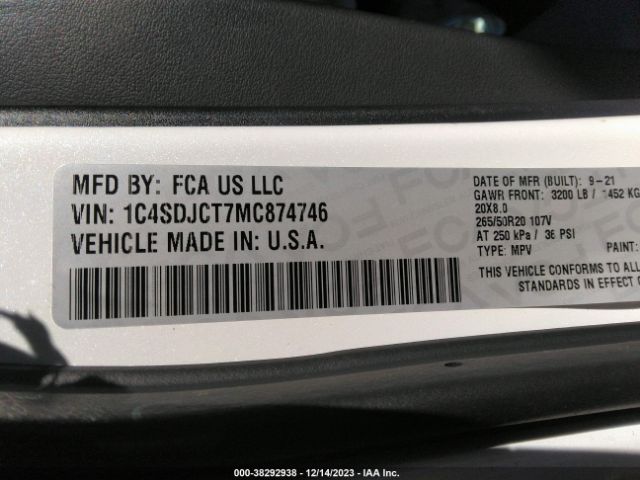 MFD BY: FCA US LLC
VIN: 1C4SDJCT7MC874746
VEHICLE MADE IN: U.S.A.
DATE OF MFR (BUILT): 9-21
GAWR FRONT: 3200 LB / 1452 KG
20X8.0
265/50R20 107V
AT 250 kPa / 36 PSI
TYPE: MPV PAINT:
THIS VEHICLE CONFORMS TO ALL
STANDARDS IN EFFECT
000-38292938 - 12/14/2023 - IAA Inc.